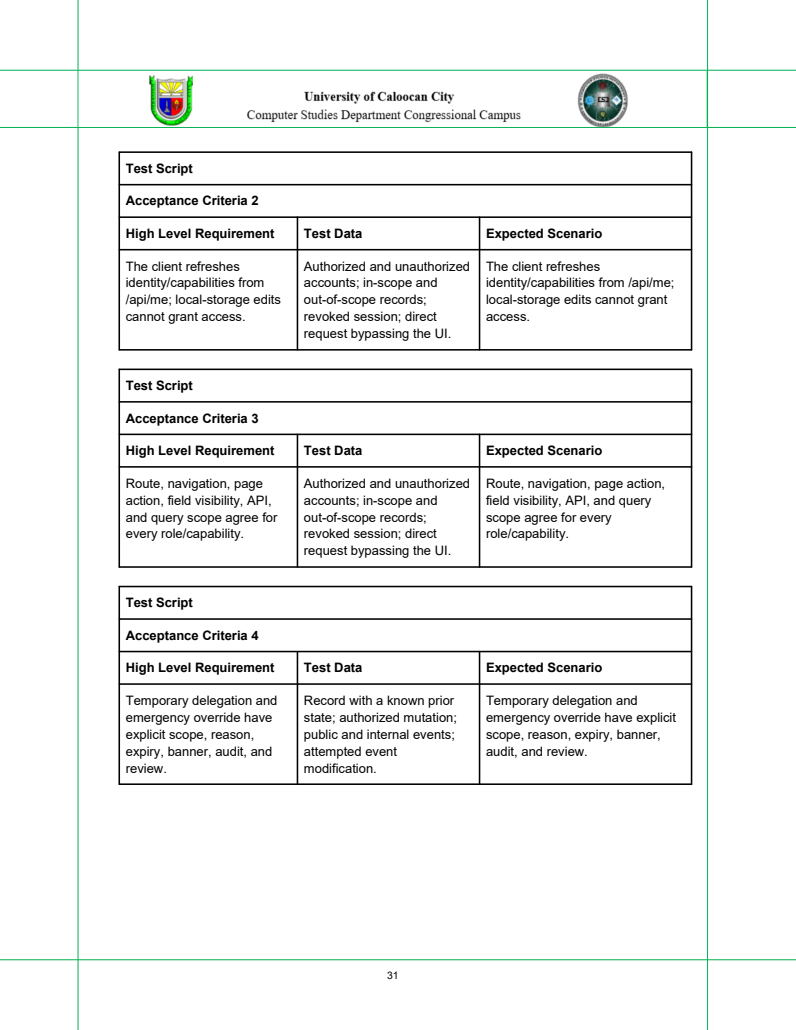 University of Caloocan City
Computer Studies Department Congressional Campus
Test Script
Acceptance Criteria 2
High Level Requirement
Test Data
Expected Scenario
The client refreshes
identity/capabilities from
/api/me; local-storage edits
cannot grant access.
Authorized and unauthorized
accounts; in-scope and
out-of-scope records;
revoked session; direct
request bypassing the UI.
The client refreshes
identity/capabilities from /api/me;
local-storage edits cannot grant
access.
Test Script
Acceptance Criteria 3
High Level Requirement
Test Data
Expected Scenario
Route, navigation, page
action, field visibility, API,
and query scope agree for
every role/capability.
Authorized and unauthorized
accounts; in-scope and
out-of-scope records;
revoked session; direct
request bypassing the UI.
Route, navigation, page action,
field visibility, API, and query
scope agree for every
role/capability.
Test Script
Acceptance Criteria 4
High Level Requirement
Test Data
Expected Scenario
Temporary delegation and
emergency override have
explicit scope, reason,
expiry, banner, audit, and
review.
Record with a known prior
state; authorized mutation;
public and internal events;
attempted event
modification.
Temporary delegation and
emergency override have explicit
scope, reason, expiry, banner,
audit, and review.
31